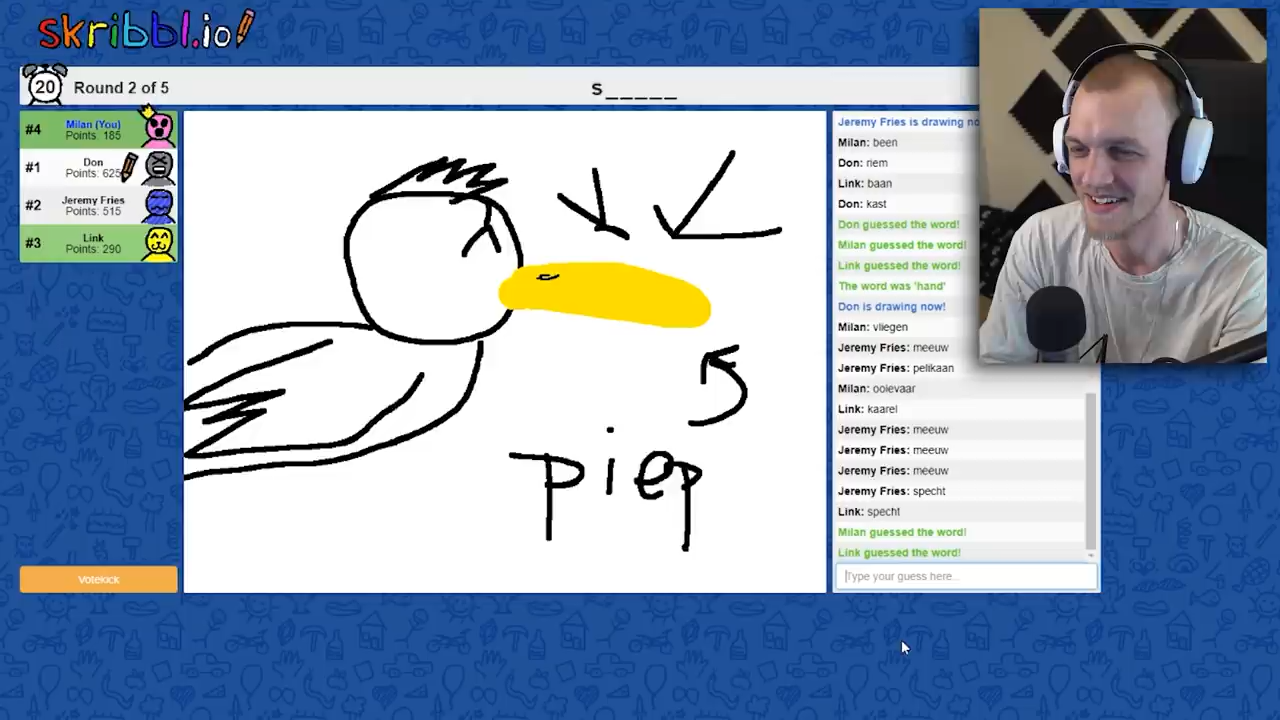 skribbl.io
20
Round 2 of 5
s_____
#4
Milan (You)
Points: 185
#1
Don
Points: 625
#2
Jeremy Fries
Points: 515
#3
Link
Points: 290
Votekick
piep
Jeremy Fries is drawing no
Milan: been
Don: riem
Link: baan
Don: kast
Don guessed the word!
Milan guessed the word!
Link guessed the word!
The word was 'hand'
Don is drawing now!
Milan: vliegen
Jeremy Fries: meeuw
Jeremy Fries: pelikaan
Milan: ooievaar
Link: kaarel
Jeremy Fries: meeuw
Jeremy Fries: meeuw
Jeremy Fries: meeuw
Jeremy Fries: specht
Link: specht
Milan guessed the word!
Link guessed the word!
Type your guess here...